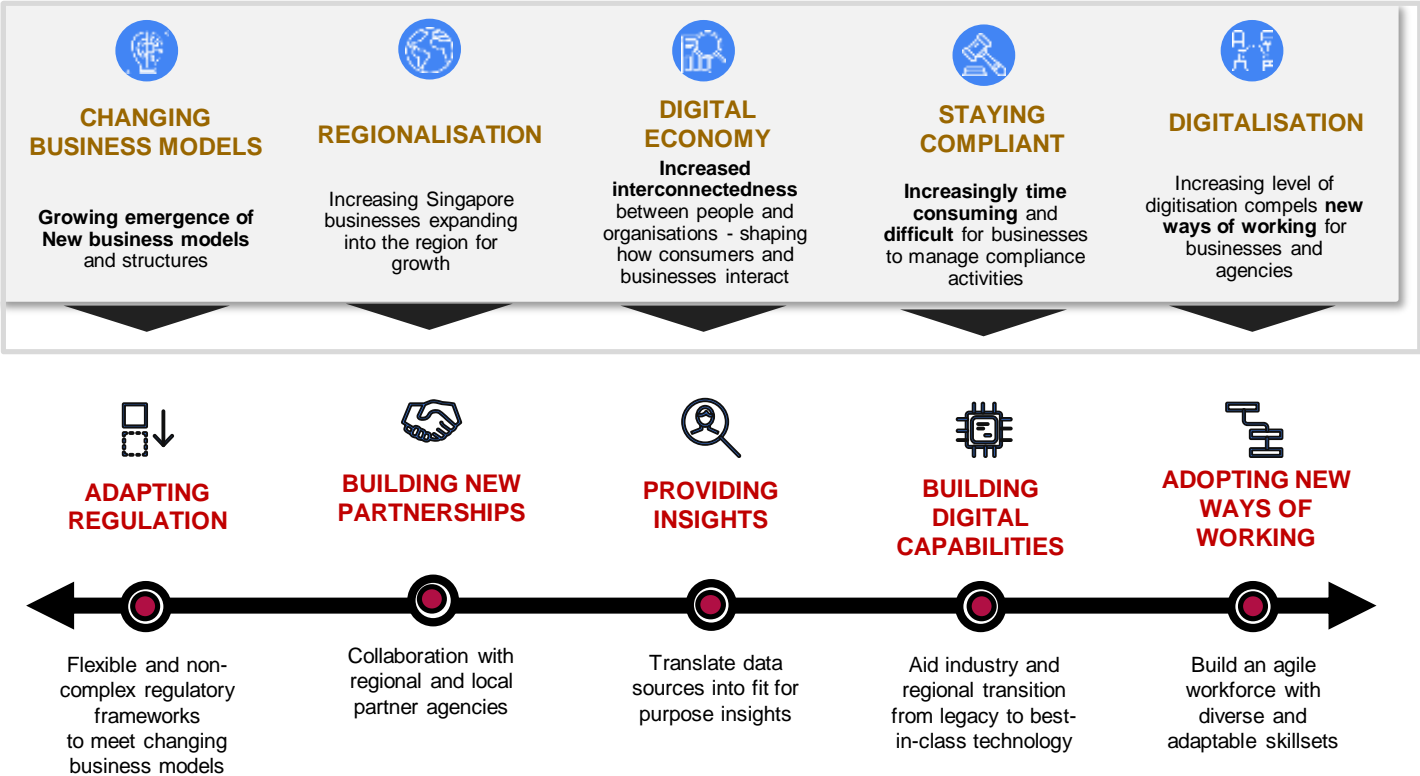 CHANGING
BUSINESS MODELS
Growing emergence of
New business models
and structures
REGIONALISATION
Increasing Singapore
businesses expanding
into the region for
growth
DIGITAL
ECONOMY
Increased
interconnectedness
between people and
organisations - shaping
how consumers and
businesses interact
STAYING
COMPLIANT
Increasingly time
consuming and
difficult for businesses
to manage compliance
activities
DIGITALISATION
Increasing level of
digitisation compels new
ways of working for
businesses and
agencies
ADAPTING
REGULATION
Flexible and non-
complex regulatory
frameworks
to meet changing
business models
BUILDING NEW
PARTNERSHIPS
Collaboration with
regional and local
partner agencies
PROVIDING
INSIGHTS
Translate data
sources into fit for
purpose insights
BUILDING
DIGITAL
CAPABILITIES
Aid industry and
regional transition
from legacy to best-
in-class technology
ADOPTING NEW
WAYS OF
WORKING
Build an agile
workforce with
diverse and
adaptable skillsets